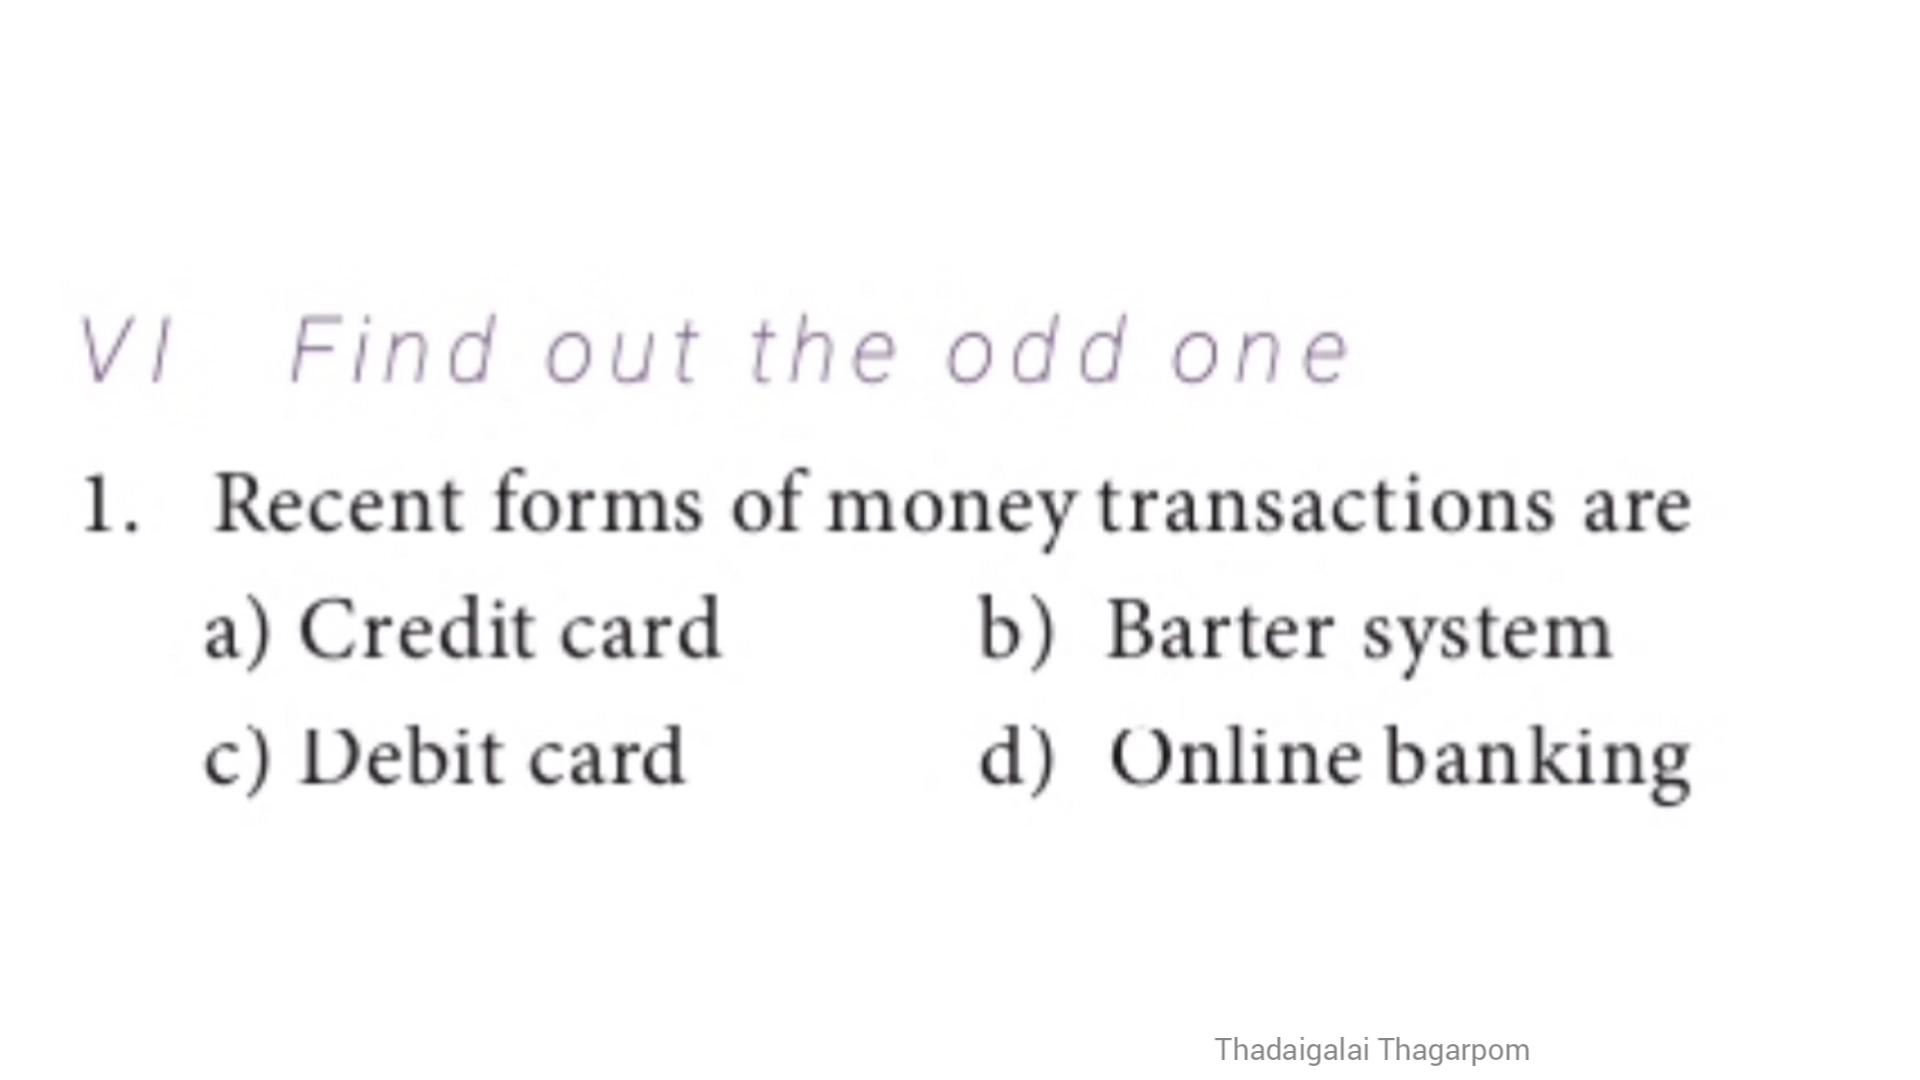 VI Find out the odd one
1. Recent forms of money transactions are
a) Credit card b) Barter system
c) Debit card d) Online banking
Thadaigalai Thagarpom